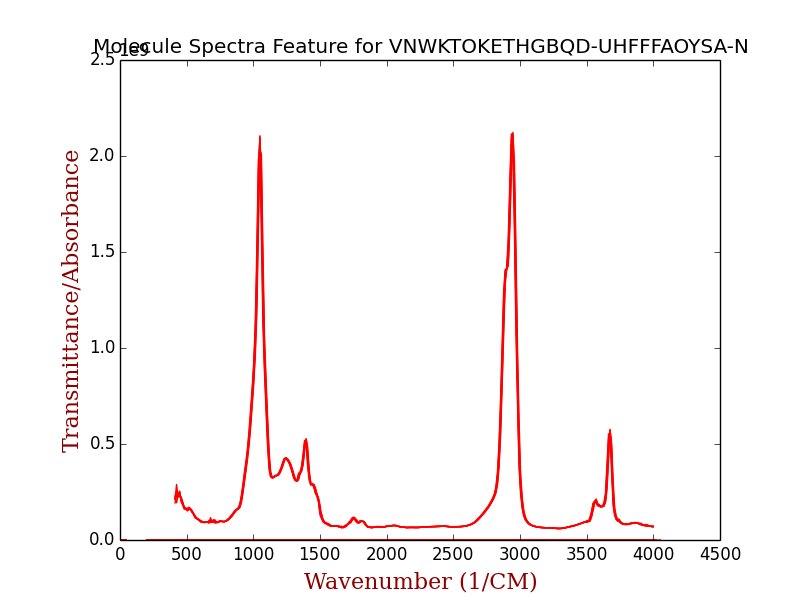 Molecule Spectra Feature for VNWKTOKETHGBQD-UHFFFAOYSA-N
1e9
2.5
2.0
1.5
1.0
0.5
0.0
Transmittance/Absorbance
0 500 1000 1500 2000 2500 3000 3500 4000 4500
Wavenumber (1/CM)